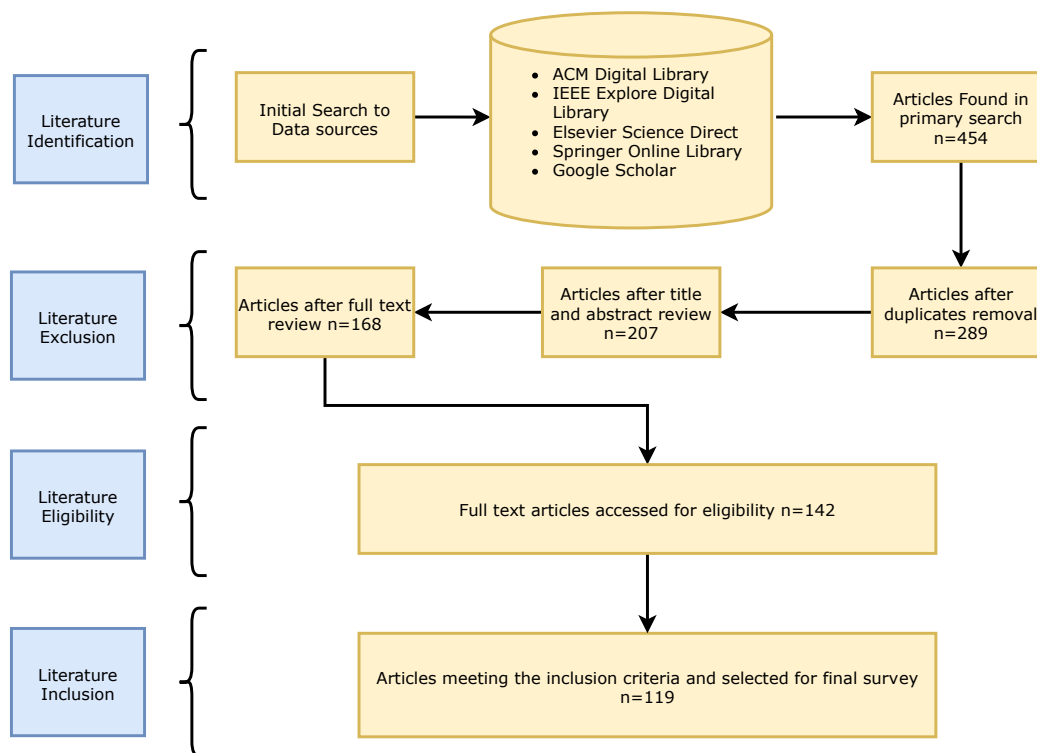 Literature
Identification
Initial Search to
Data sources
• ACM Digital Library
• IEEE Explore Digital
Library
• Elsevier Science Direct
• Springer Online Library
• Google Scholar
Articles Found in
primary search
n=454
Literature
Exclusion
Articles after full text
review n=168
Articles after title
and abstract review
n=207
Articles after
duplicates removal
n=289
Literature
Eligibility
Full text articles accessed for eligibility n=142
Literature
Inclusion
Articles meeting the inclusion criteria and selected for final survey
n=119